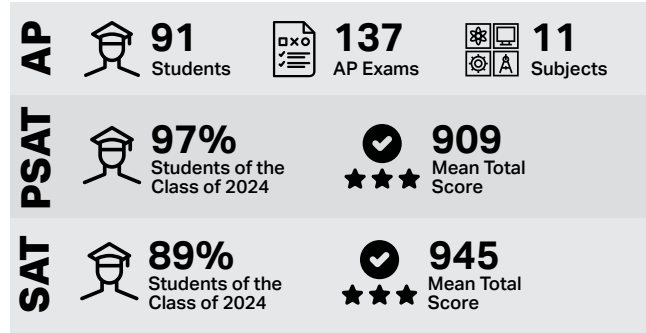 AP
91
Students
137
AP Exams
11
Subjects
PSAT
97%
Students of the
Class of 2024
909
Mean Total
Score
SAT
89%
Students of the
Class of 2024
945
Mean Total
Score